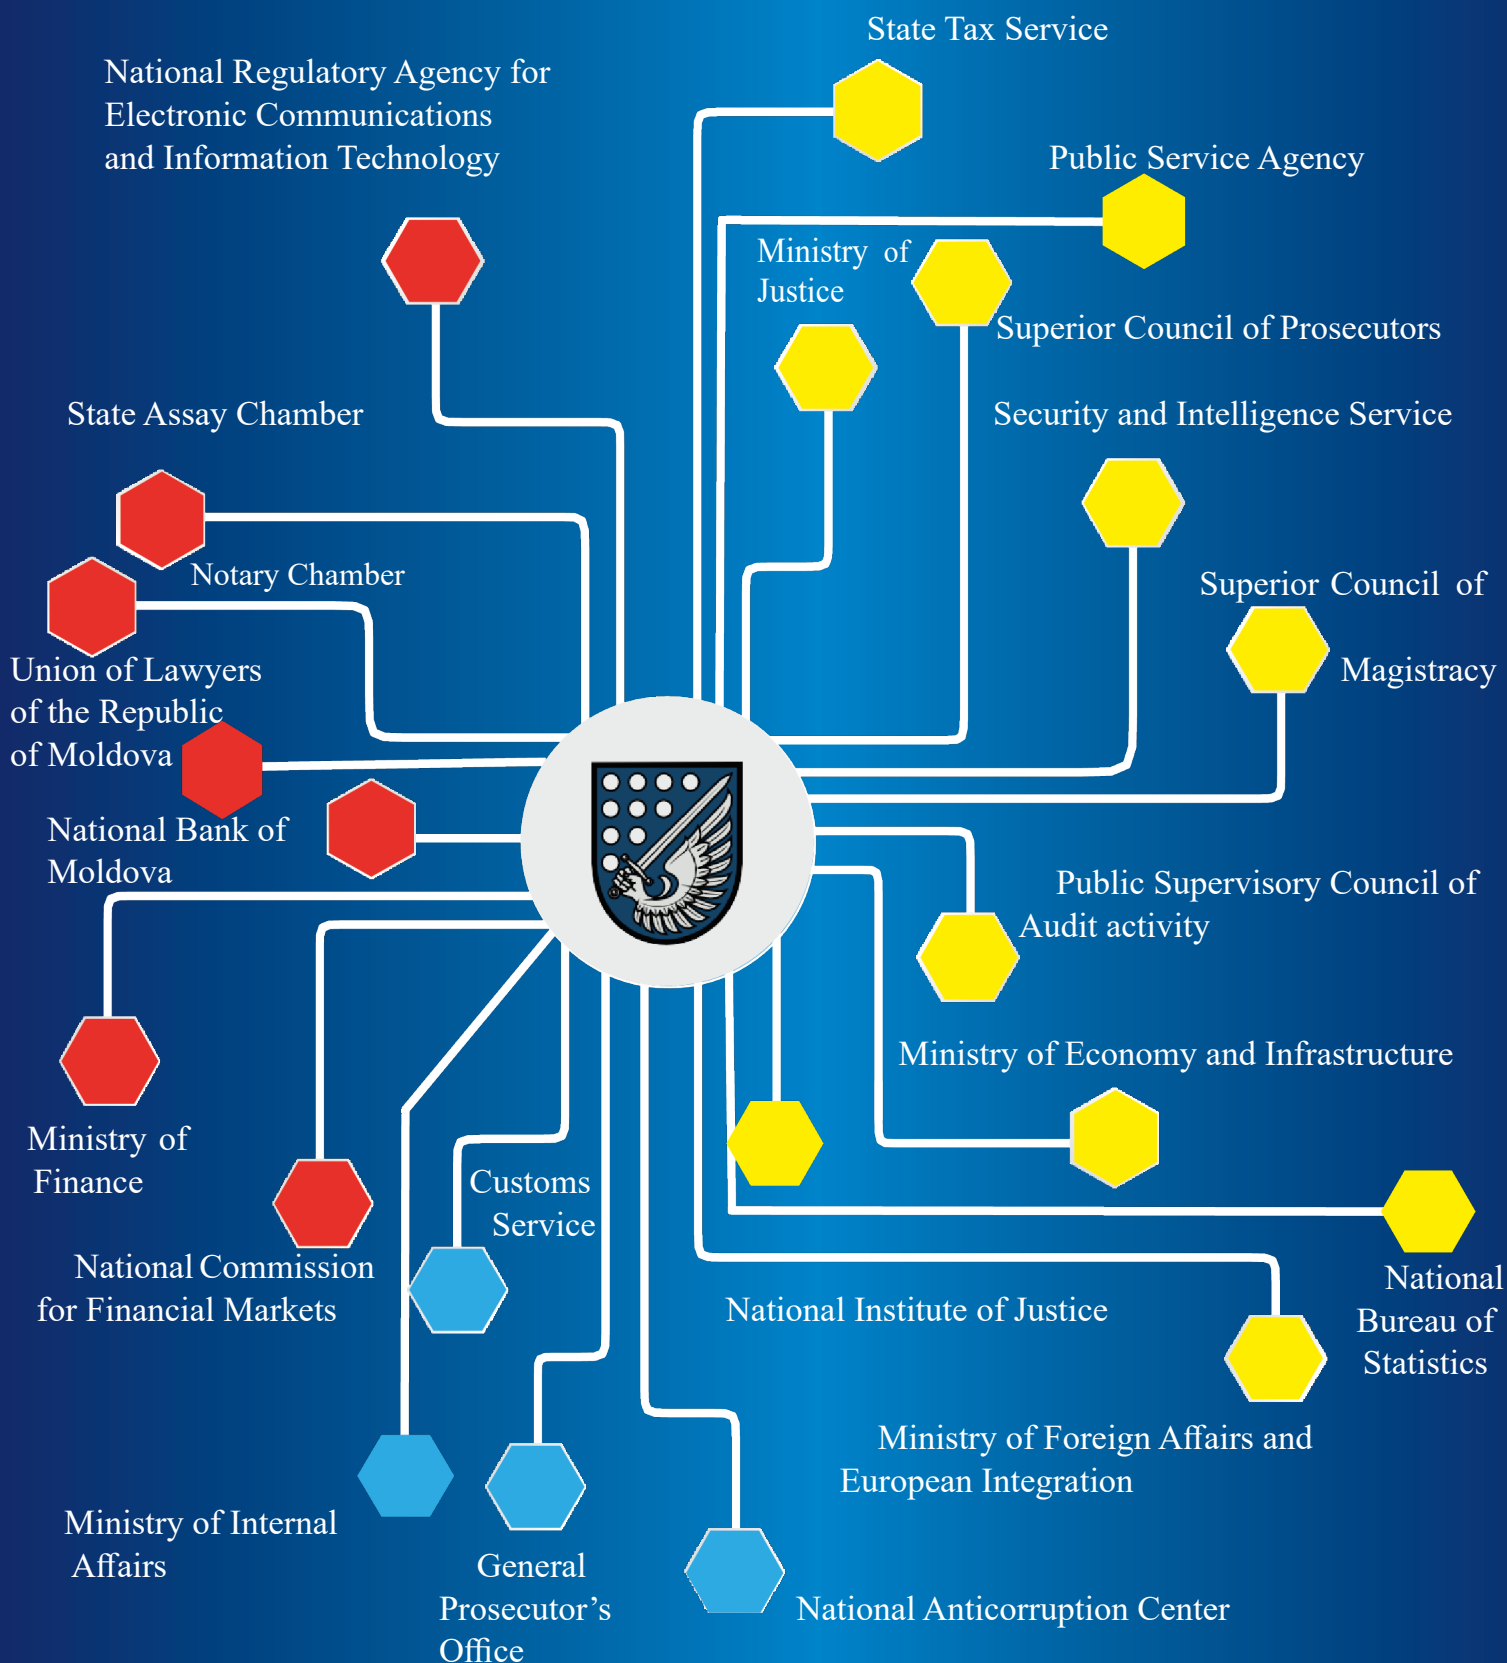 State Tax Service
National Regulatory Agency for
Electronic Communications
and Information Technology
Public Service Agency
Ministry of
Justice
Superior Council of Prosecutors
State Assay Chamber
Security and Intelligence Service
Notary Chamber
Superior Council of
Magistracy
Union of Lawyers
of the Republic
of Moldova
National Bank of
Moldova
Public Supervisory Council of
Audit activity
Ministry of Economy and Infrastructure
Ministry of
Finance
Customs
Service
National Commission
for Financial Markets
National Institute of Justice
National
Bureau of
Statistics
Ministry of Foreign Affairs and
European Integration
Ministry of Internal
Affairs
General
Prosecutor’s
Office
National Anticorruption Center